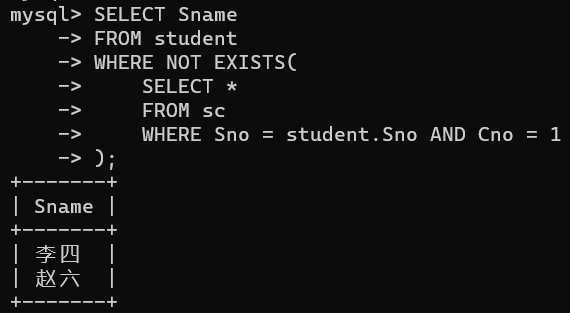 mysql> SELECT Sname
    -> FROM student
    -> WHERE NOT EXISTS(
    ->     SELECT *
    ->     FROM sc
    ->     WHERE Sno = student.Sno AND Cno = 1
    -> );
+-------+
| Sname |
+-------+
| 李四  |
| 赵六  |
+-------+